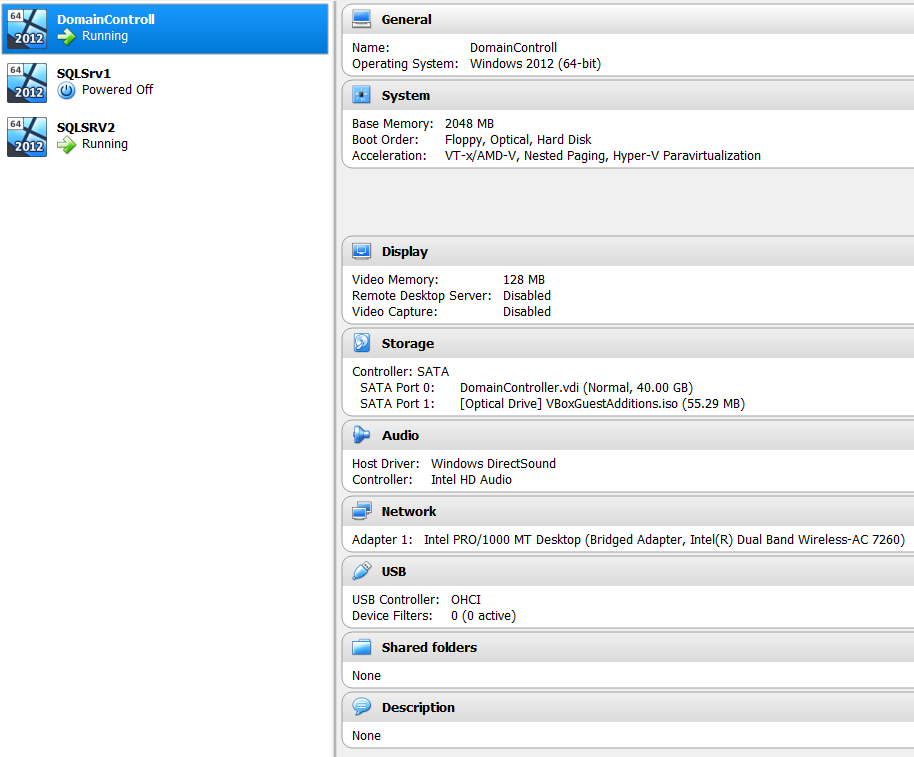 64
2012
DomainControll
Running
64
2012
SQLSrv1
Powered Off
64
2012
SQLSRV2
Running
General
Name: DomainControll
Operating System: Windows 2012 (64-bit)
System
Base Memory: 2048 MB
Boot Order: Floppy, Optical, Hard Disk
Acceleration: VT-x/AMD-V, Nested Paging, Hyper-V Paravirtualization
Display
Video Memory: 128 MB
Remote Desktop Server: Disabled
Video Capture: Disabled
Storage
Controller: SATA
SATA Port 0: DomainController.vdi (Normal, 40.00 GB)
SATA Port 1: [Optical Drive] VBoxGuestAdditions.iso (55.29 MB)
Audio
Host Driver: Windows DirectSound
Controller: Intel HD Audio
Network
Adapter 1: Intel PRO/1000 MT Desktop (Bridged Adapter, Intel(R) Dual Band Wireless-AC 7260)
USB
USB Controller: OHCI
Device Filters: 0 (0 active)
Shared folders
None
Description
None